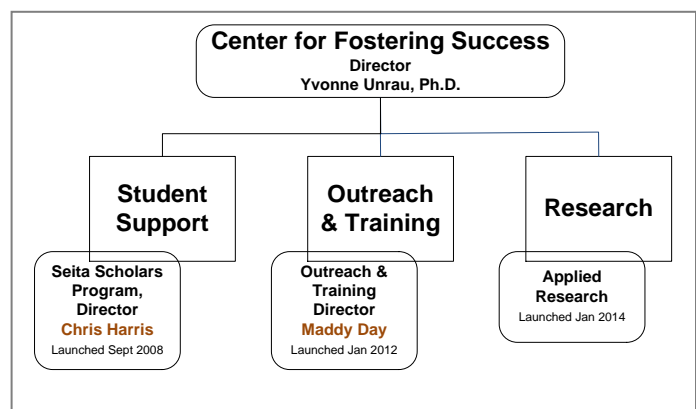 Center for Fostering Success
Director
Yvonne Unrau, Ph.D.
Student
Support
Outreach
& Training
Research
Seita Scholars
Program,
Director
Chris Harris
Launched Sept 2008
Outreach &
Training
Director
Maddy Day
Launched Jan 2012
Applied
Research
Launched Jan 2014